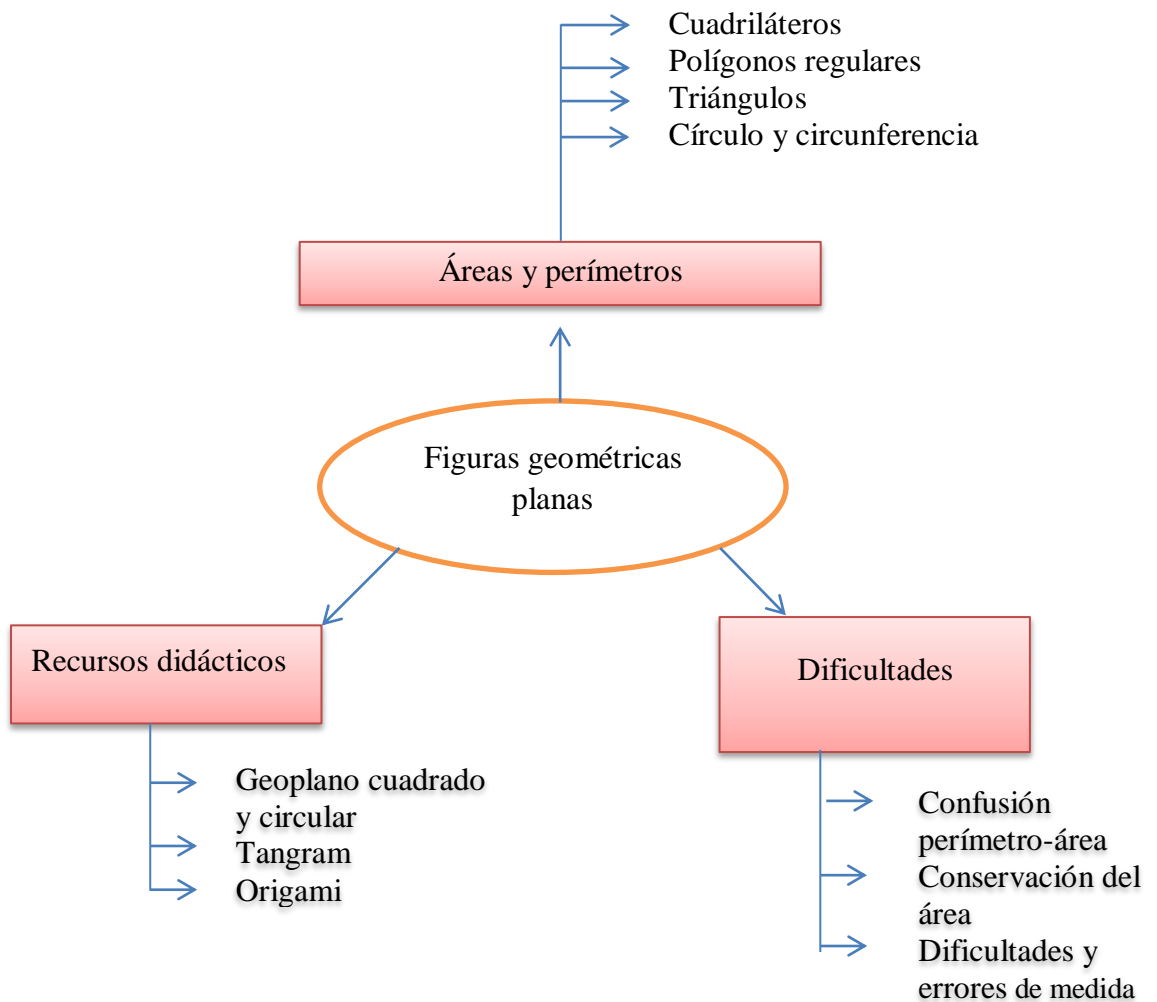 Cuadriláteros
Polígonos regulares
Triángulos
Círculo y circunferencia
Áreas y perímetros
Figuras geométricas
planas
Recursos didácticos
Geoplano cuadrado
y circular
Tangram
Origami
Dificultades
Confusión
perímetro-área
Conservación del
área
Dificultades y
errores de medida